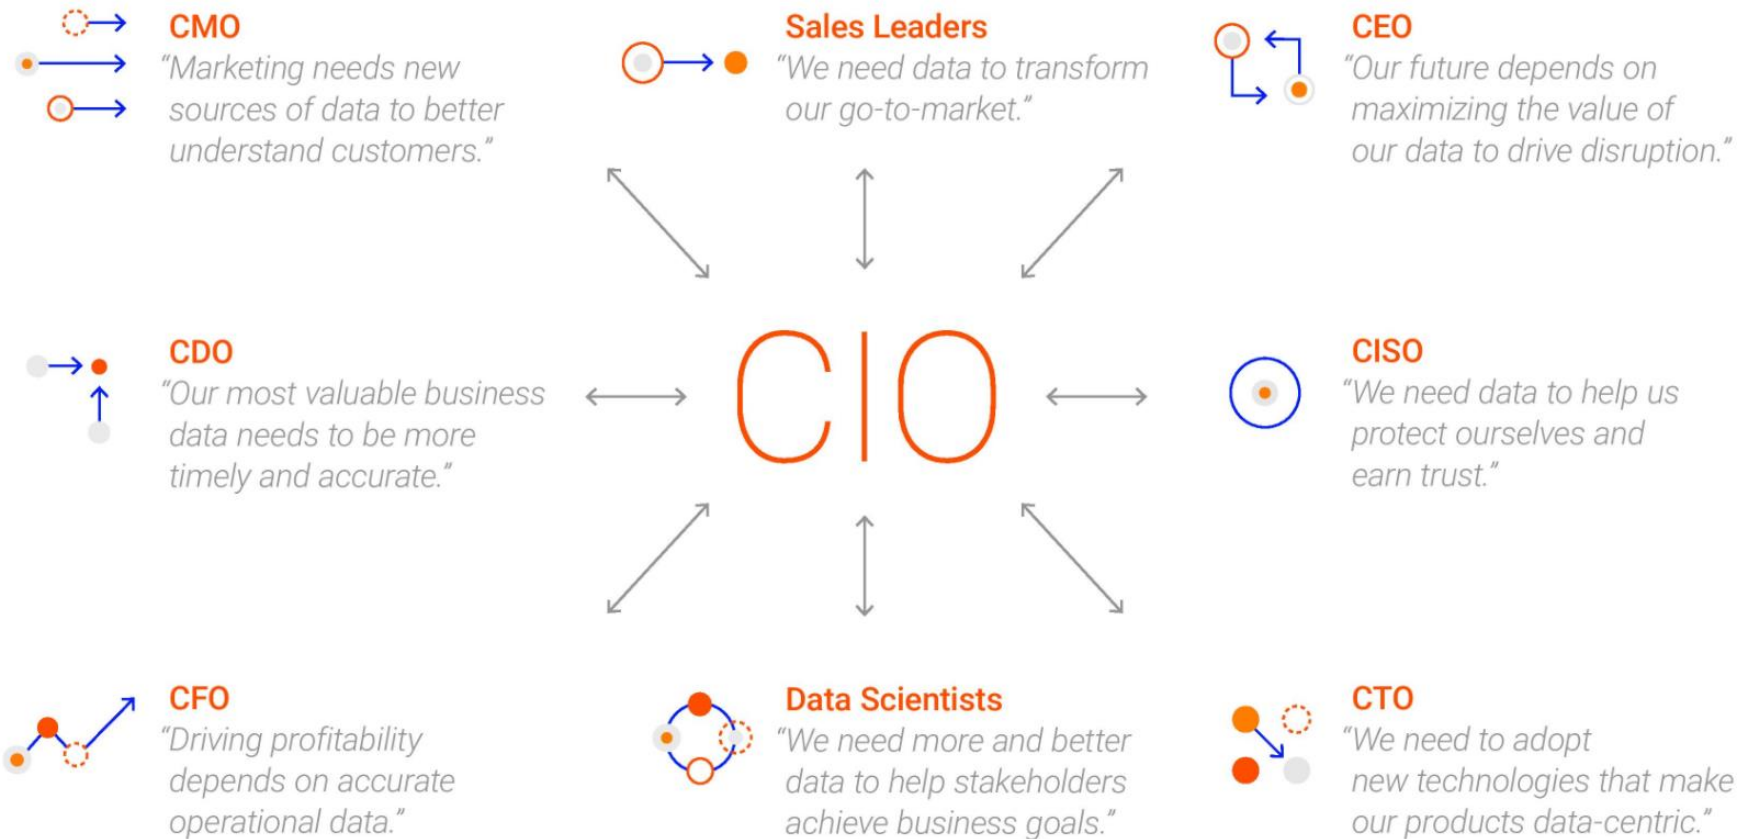 CMO
“Marketing needs new
sources of data to better
understand customers.”
Sales Leaders
“We need data to transform
our go-to-market.”
CEO
“Our future depends on
maximizing the value of
our data to drive disruption.”
CDO
“Our most valuable business
data needs to be more
timely and accurate.”
CIO
CISO
“We need data to help us
protect ourselves and
earn trust.”
CFO
“Driving profitability
depends on accurate
operational data.”
Data Scientists
“We need more and better
data to help stakeholders
achieve business goals.”
CTO
“We need to adopt
new technologies that make
our products data-centric.”